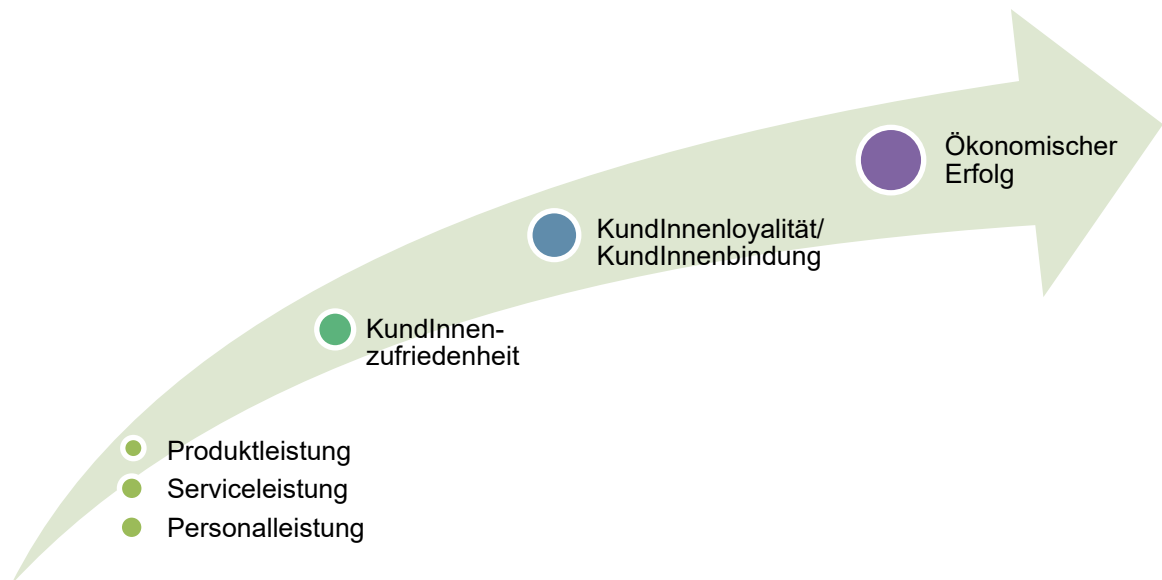 Ökonomischer
Erfolg
KundInnenloyalität/
KundInnenbindung
KundInnen-
zufriedenheit
Produktleistung
Serviceleistung
Personalleistung